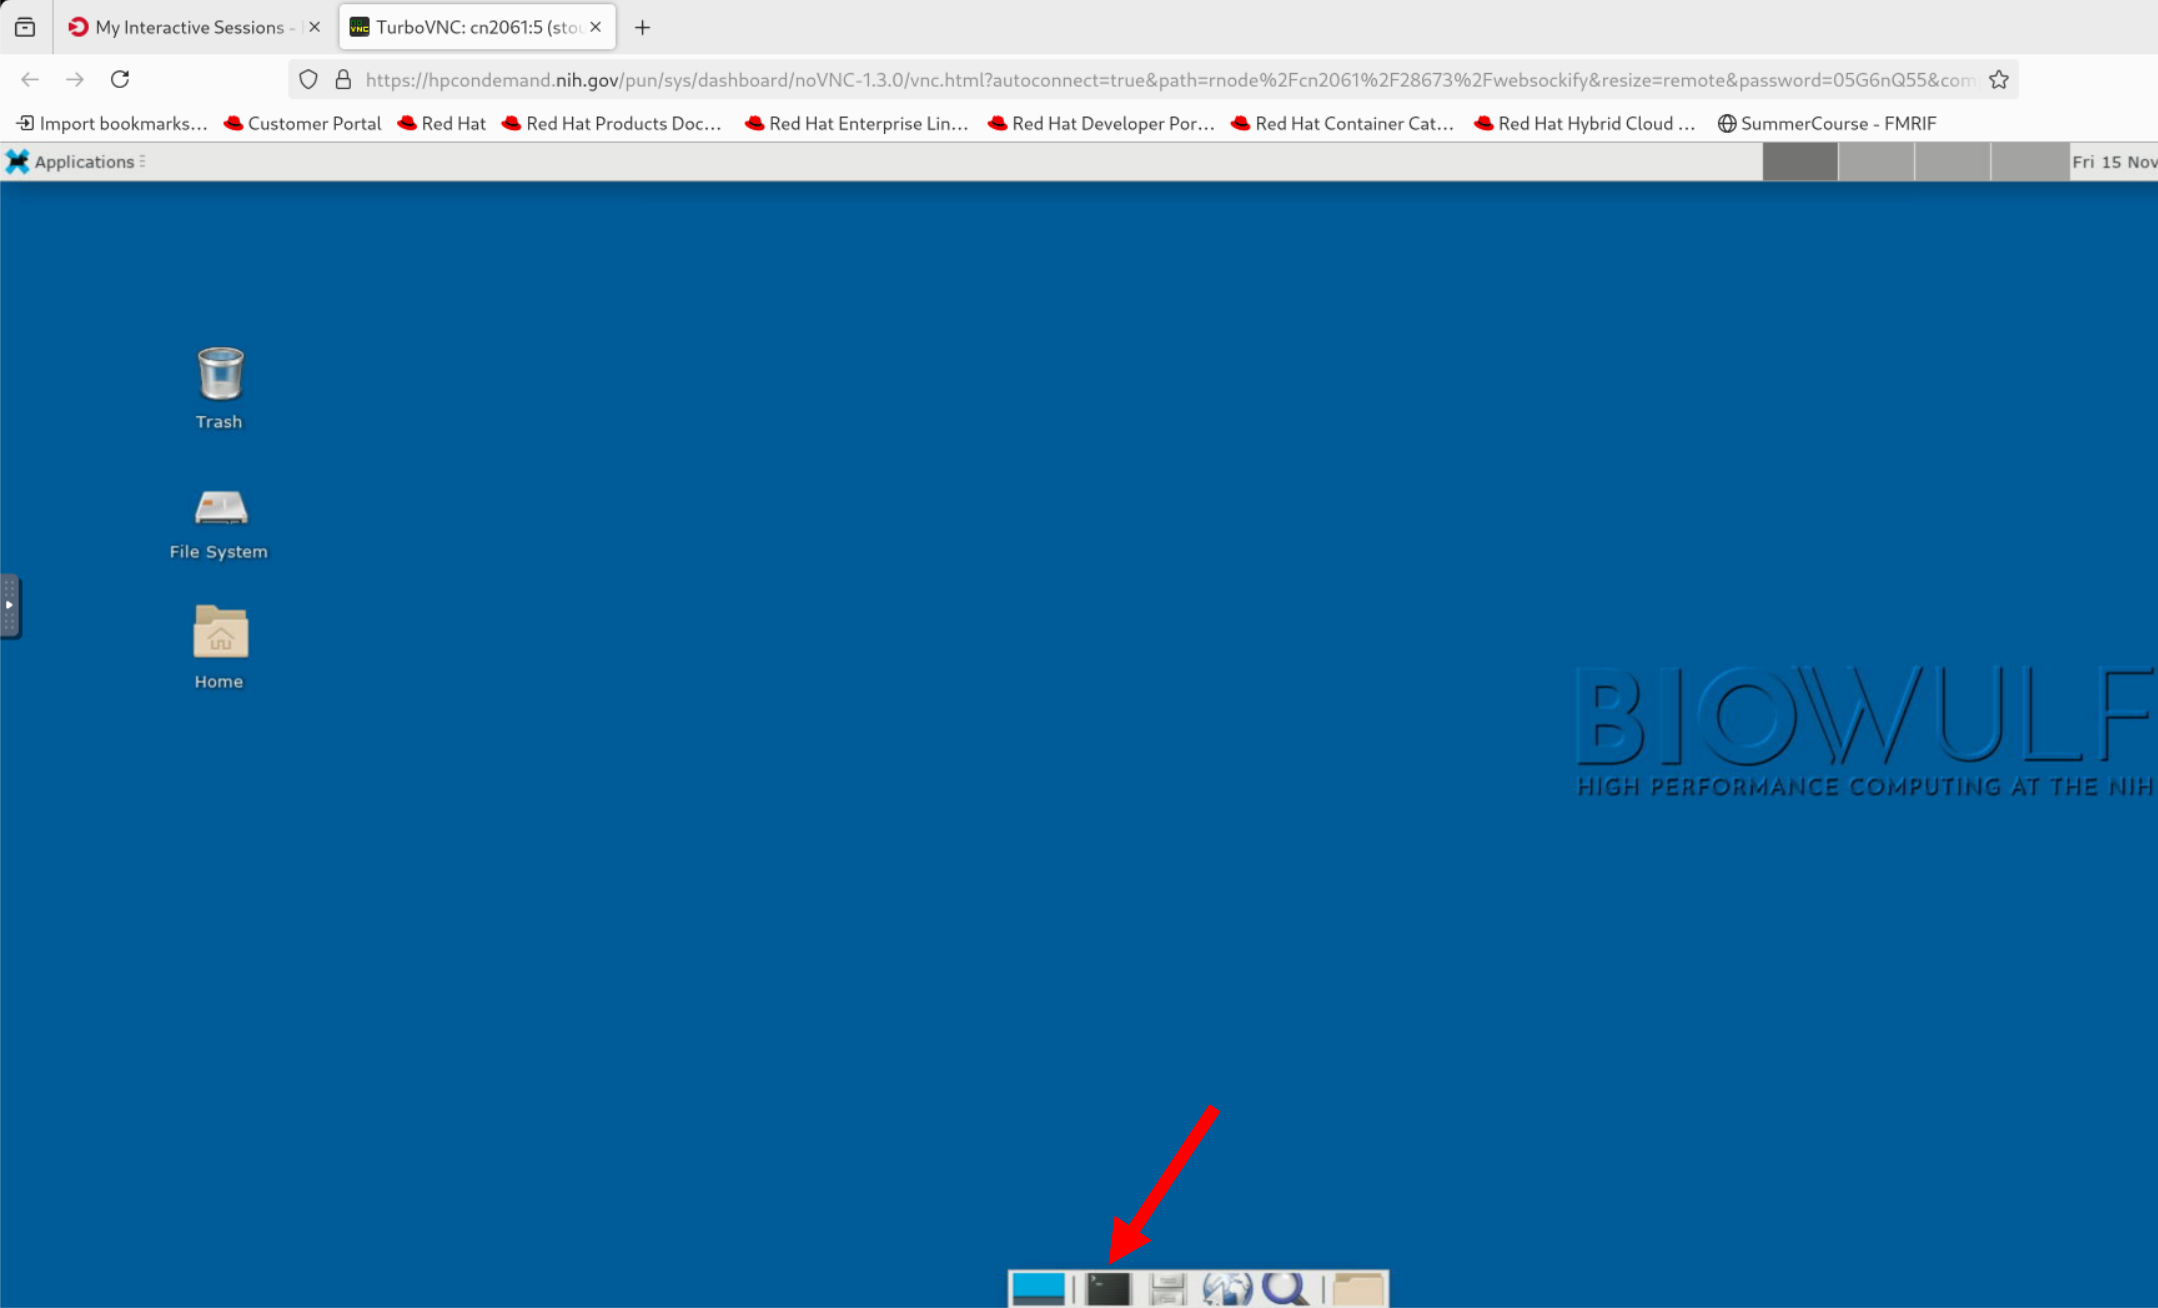 My Interactive Sessions -
TurboVNC: cn2061:5 (stou
https://hpcondemand.nih.gov/pun/sys/dashboard/noVNC-1.3.0/vnc.html?autoconnect=true&path=rnode%2Fcn2061%2F28673%2Fwebsockify&resize=remote&password=05G6nQ55&com
Import bookmarks... Customer Portal Red Hat Red Hat Products Doc... Red Hat Enterprise Lin... Red Hat Developer Por... Red Hat Container Cat... Red Hat Hybrid Cloud ... SummerCourse - FMRIF
Applications Fri 15 Nov
Trash
File System
Home
BIOWULF
HIGH PERFORMANCE COMPUTING AT THE NIH